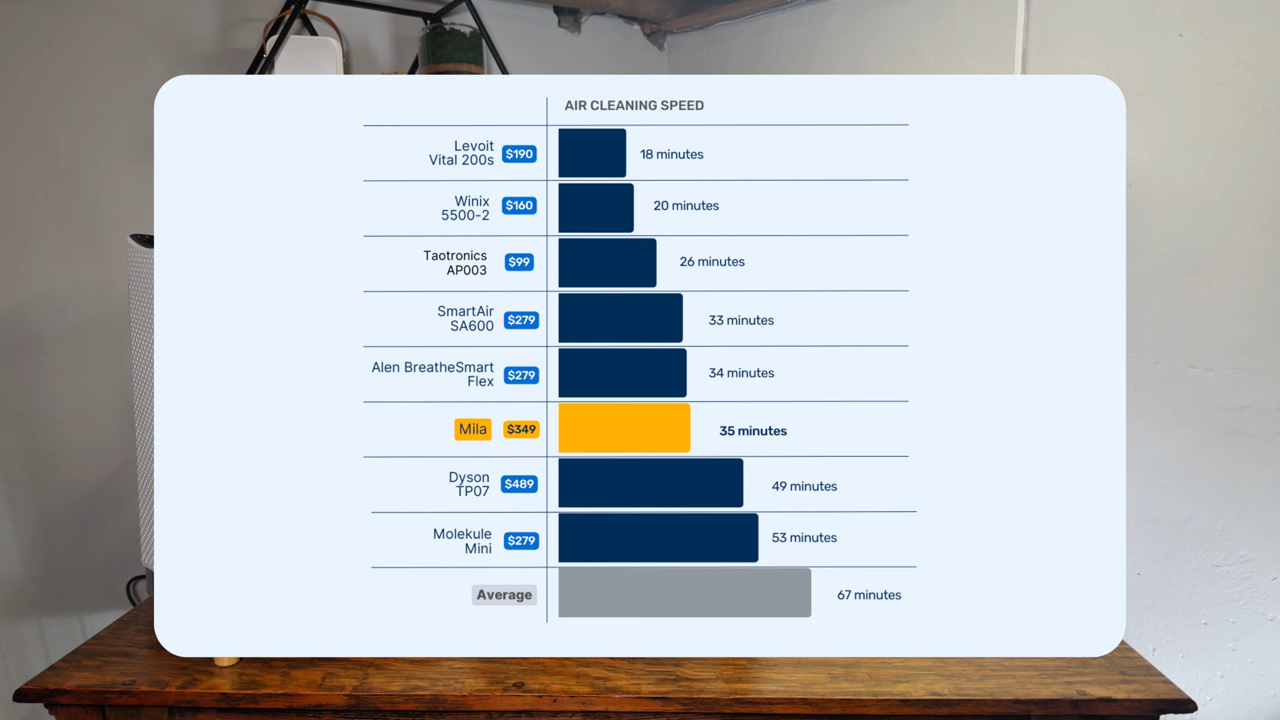 AIR CLEANING SPEED
Levoit
Vital 200s
$190
18 minutes
Winix
5500-2
$160
20 minutes
Taotronics
AP003
$99
26 minutes
SmartAir
SA600
$279
33 minutes
Alen BreatheSmart
Flex
$279
34 minutes
Mila
$349
35 minutes
Dyson
TP07
$489
49 minutes
Molekule
Mini
$279
53 minutes
Average
67 minutes